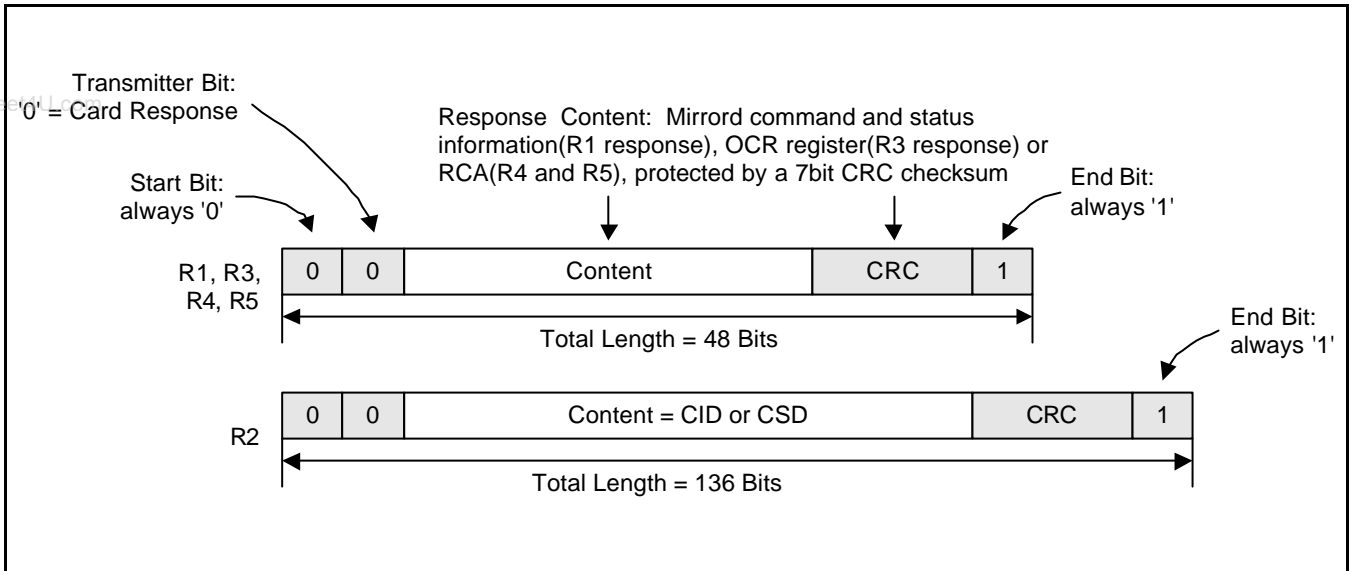 Transmitter Bit:
'0' = Card Response
Response Content: Mirrord command and status
information(R1 response), OCR register(R3 response) or
RCA(R4 and R5), protected by a 7bit CRC checksum
Start Bit:
always '0'
End Bit:
always '1'
R1, R3,
R4, R5
0 0 Content CRC 1
Total Length = 48 Bits
End Bit:
always '1'
R2
0 0 Content = CID or CSD CRC 1
Total Length = 136 Bits